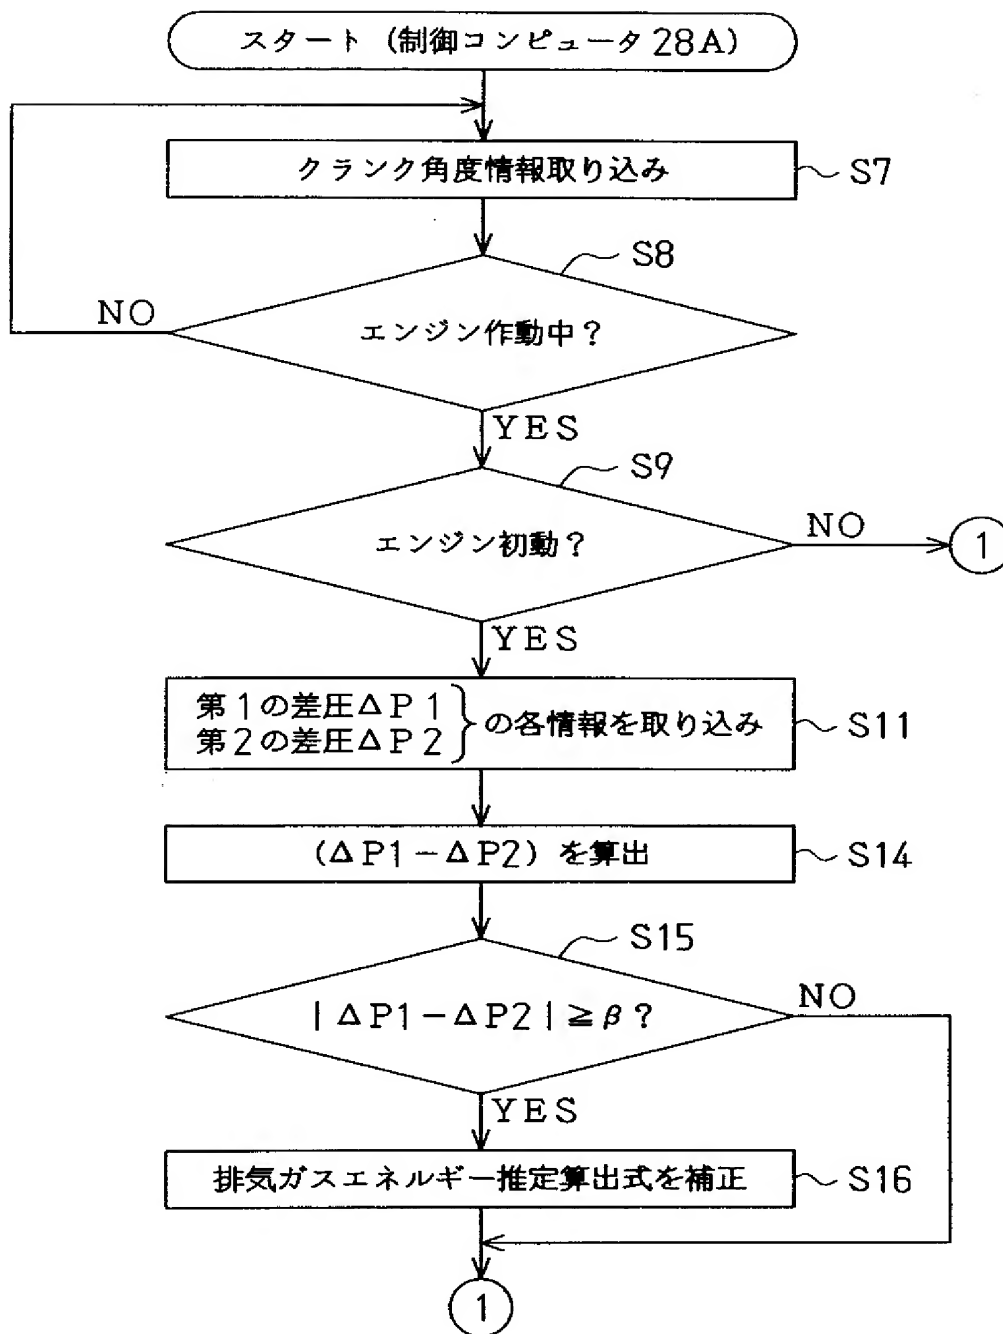 スタート (制御コンピュータ28A)
クランク角度情報取り込み
S7
S8
エンジン作動中？
NO
YES
S9
エンジン初動？
NO
1
YES
第1の差圧ΔP1
第2の差圧ΔP2
の各情報を取り込み
S11
(ΔP1−ΔP2) を算出
S14
S15
|ΔP1−ΔP2|≧β？
NO
YES
排気ガスエネルギー推定算出式を補正
S16
1